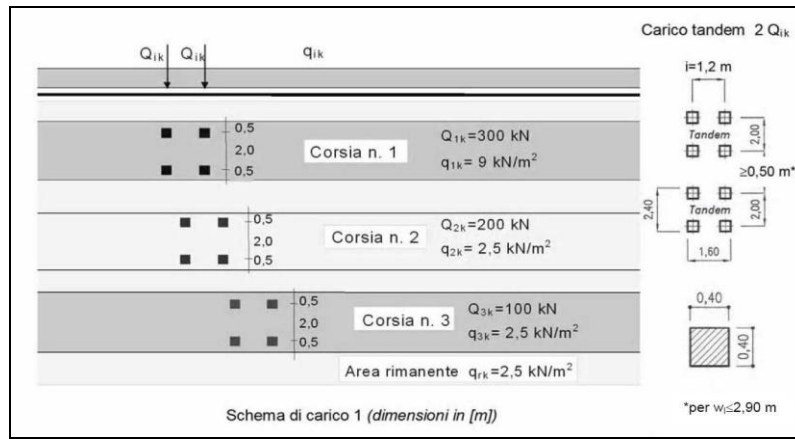 Carico tandem 2 Qik
Qik Qik qik
i=1,2 m
0,5
2,0
0,5
Corsia n. 1
Q1k=300 kN
q1k= 9 kN/m²
Tandem
2,00
≥0,50 m*
0,5
2,0
0,5
Corsia n. 2
Q2k=200 kN
q2k= 2,5 kN/m²
2,40
Tandem
2,00
1,60
0,5
2,0
0,5
Corsia n. 3
Q3k=100 kN
q3k= 2,5 kN/m²
0,40
0,40
Area rimanente qrk=2,5 kN/m²
Schema di carico 1 (dimensioni in [m])
*per wl≤2,90 m